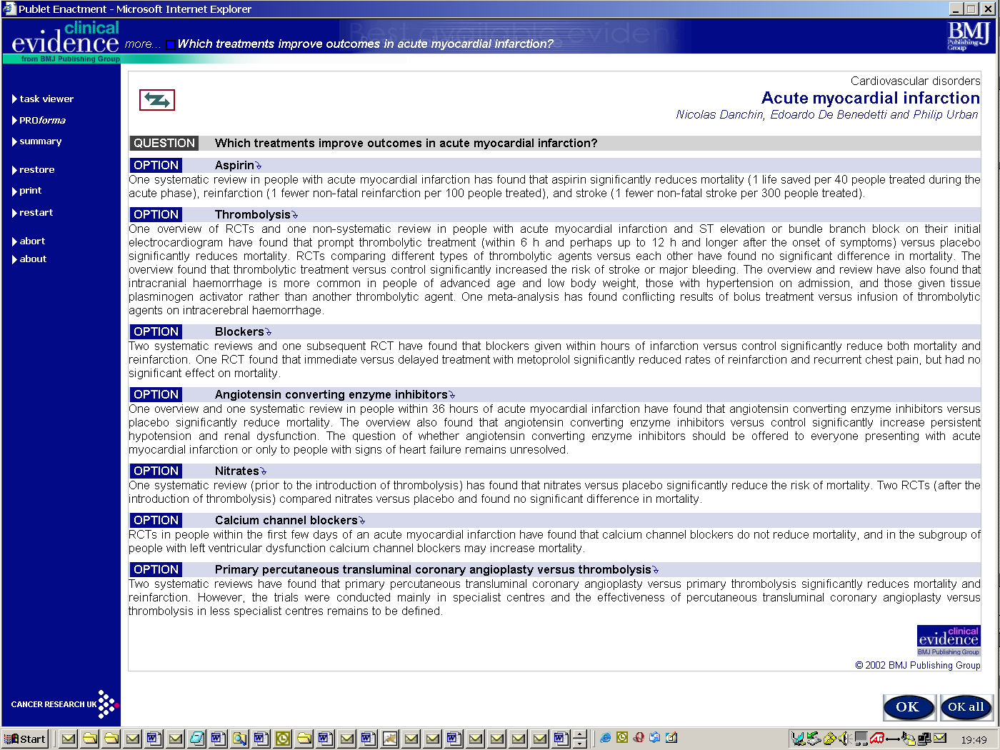 Publet Enactment - Microsoft Internet Explorer
clinical
evidence
from BMJ Publishing Group
more... Which treatments improve outcomes in acute myocardial infarction?
BMJ
Publishing
Group
task viewer
PROforma
summary
restore
print
restart
abort
about
Cardiovascular disorders
Acute myocardial infarction
Nicolas Danchin, Edoardo De Benedetti and Philip Urban
QUESTION Which treatments improve outcomes in acute myocardial infarction?
OPTION Aspirin
One systematic review in people with acute myocardial infarction has found that aspirin significantly reduces mortality (1 life saved per 40 people treated during the
acute phase), reinfarction (1 fewer non-fatal reinfarction per 100 people treated), and stroke (1 fewer non-fatal stroke per 300 people treated).
OPTION Thrombolysis
One overview of RCTs and one non-systematic review in people with acute myocardial infarction and ST elevation or bundle branch block on their initial
electrocardiogram have found that prompt thrombolytic treatment (within 6 h and perhaps up to 12 h and longer after the onset of symptoms) versus placebo
significantly reduces mortality. RCTs comparing different types of thrombolytic agents versus each other have found no significant difference in mortality. The
overview found that thrombolytic treatment versus control significantly increased the risk of stroke or major bleeding. The overview and review have also found that
intracranial haemorrhage is more common in people of advanced age and low body weight, those with hypertension on admission, and those given tissue
plasminogen activator rather than another thrombolytic agent. One meta-analysis has found conflicting results of bolus treatment versus infusion of thrombolytic
agents on intracerebral haemorrhage.
OPTION Blockers
Two systematic reviews and one subsequent RCT have found that blockers given within hours of infarction versus control significantly reduce both mortality and
reinfarction. One RCT found that immediate versus delayed treatment with metoprolol significantly reduced rates of reinfarction and recurrent chest pain, but had no
significant effect on mortality.
OPTION Angiotensin converting enzyme inhibitors
One overview and one systematic review in people within 36 hours of acute myocardial infarction have found that angiotensin converting enzyme inhibitors versus
placebo significantly reduce mortality. The overview also found that angiotensin converting enzyme inhibitors versus control significantly increase persistent
hypotension and renal dysfunction. The question of whether angiotensin converting enzyme inhibitors should be offered to everyone presenting with acute
myocardial infarction or only to people with signs of heart failure remains unresolved.
OPTION Nitrates
One systematic review (prior to the introduction of thrombolysis) has found that nitrates versus placebo significantly reduce the risk of mortality. Two RCTs (after the
introduction of thrombolysis) compared nitrates versus placebo and found no significant difference in mortality.
OPTION Calcium channel blockers
RCTs in people within the first few days of an acute myocardial infarction have found that calcium channel blockers do not reduce mortality, and in the subgroup of
people with left ventricular dysfunction calcium channel blockers may increase mortality.
OPTION Primary percutaneous transluminal coronary angioplasty versus thrombolysis
Two systematic reviews have found that primary percutaneous transluminal coronary angioplasty versus primary thrombolysis significantly reduces mortality and
reinfarction. However, the trials were conducted mainly in specialist centres and the effectiveness of percutaneous transluminal coronary angioplasty versus
thrombolysis in less specialist centres remains to be defined.
clinical
evidence
BMJ Publishing Group
© 2002 BMJ Publishing Group
CANCER RESEARCH UK
OK OK all
Start
19:49